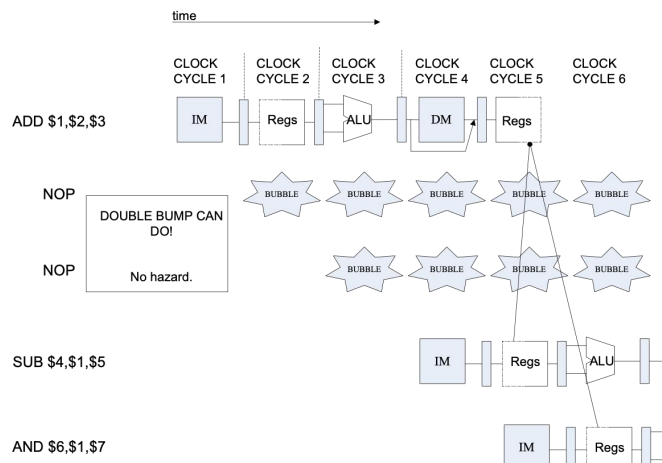 time
CLOCK CYCLE 1
CLOCK CYCLE 2
CLOCK CYCLE 3
CLOCK CYCLE 4
CLOCK CYCLE 5
CLOCK CYCLE 6
ADD $1,$2,$3
IM
Regs
ALU
DM
Regs
NOP
BUBBLE
BUBBLE
BUBBLE
BUBBLE
BUBBLE
DOUBLE BUMP CAN
DO!
No hazard.
NOP
BUBBLE
BUBBLE
BUBBLE
BUBBLE
SUB $4,$1,$5
IM
Regs
ALU
AND $6,$1,$7
IM
Regs